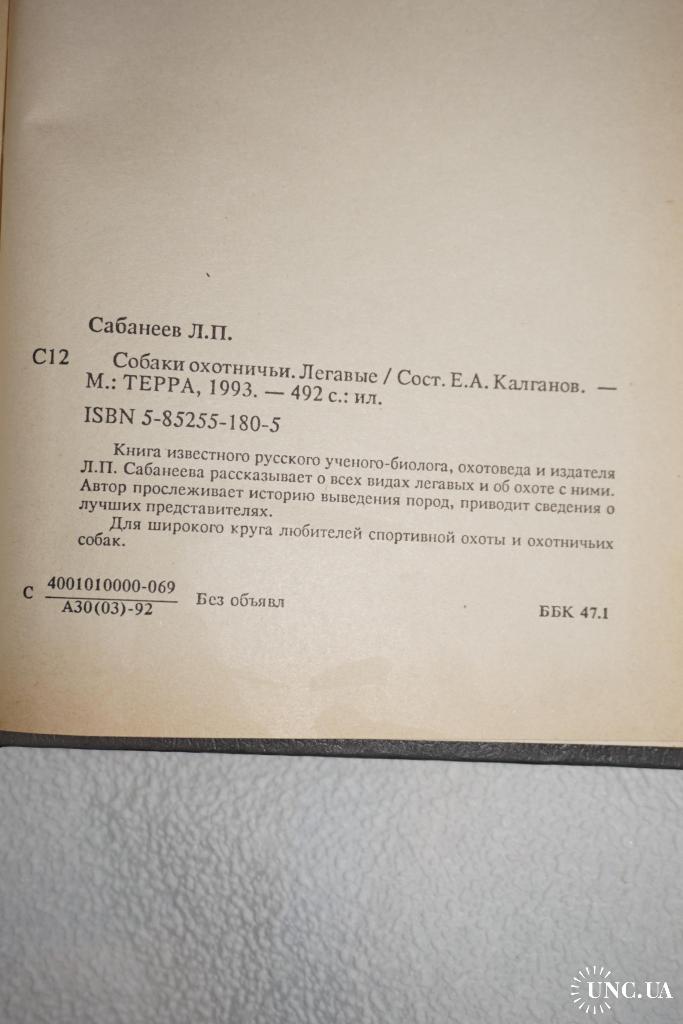 Сабанеев Л.П.
С12 Собаки охотничьи. Легавые / Сост. Е.А. Калганов. —
М.: ТЕРРА, 1993. — 492 с.: ил.
ISBN 5-85255-180-5
Книга известного русского ученого-биолога, охотоведа и издателя
Л.П. Сабанеева рассказывает о всех видах легавых и об охоте с ними.
Автор прослеживает историю выведения пород, приводит сведения о
лучших представителях.
Для широкого круга любителей спортивной охоты и охотничьих
собак.
С 4001010000-069 Без объявл
А30(03)-92
ББК 47.1
UNC.UA